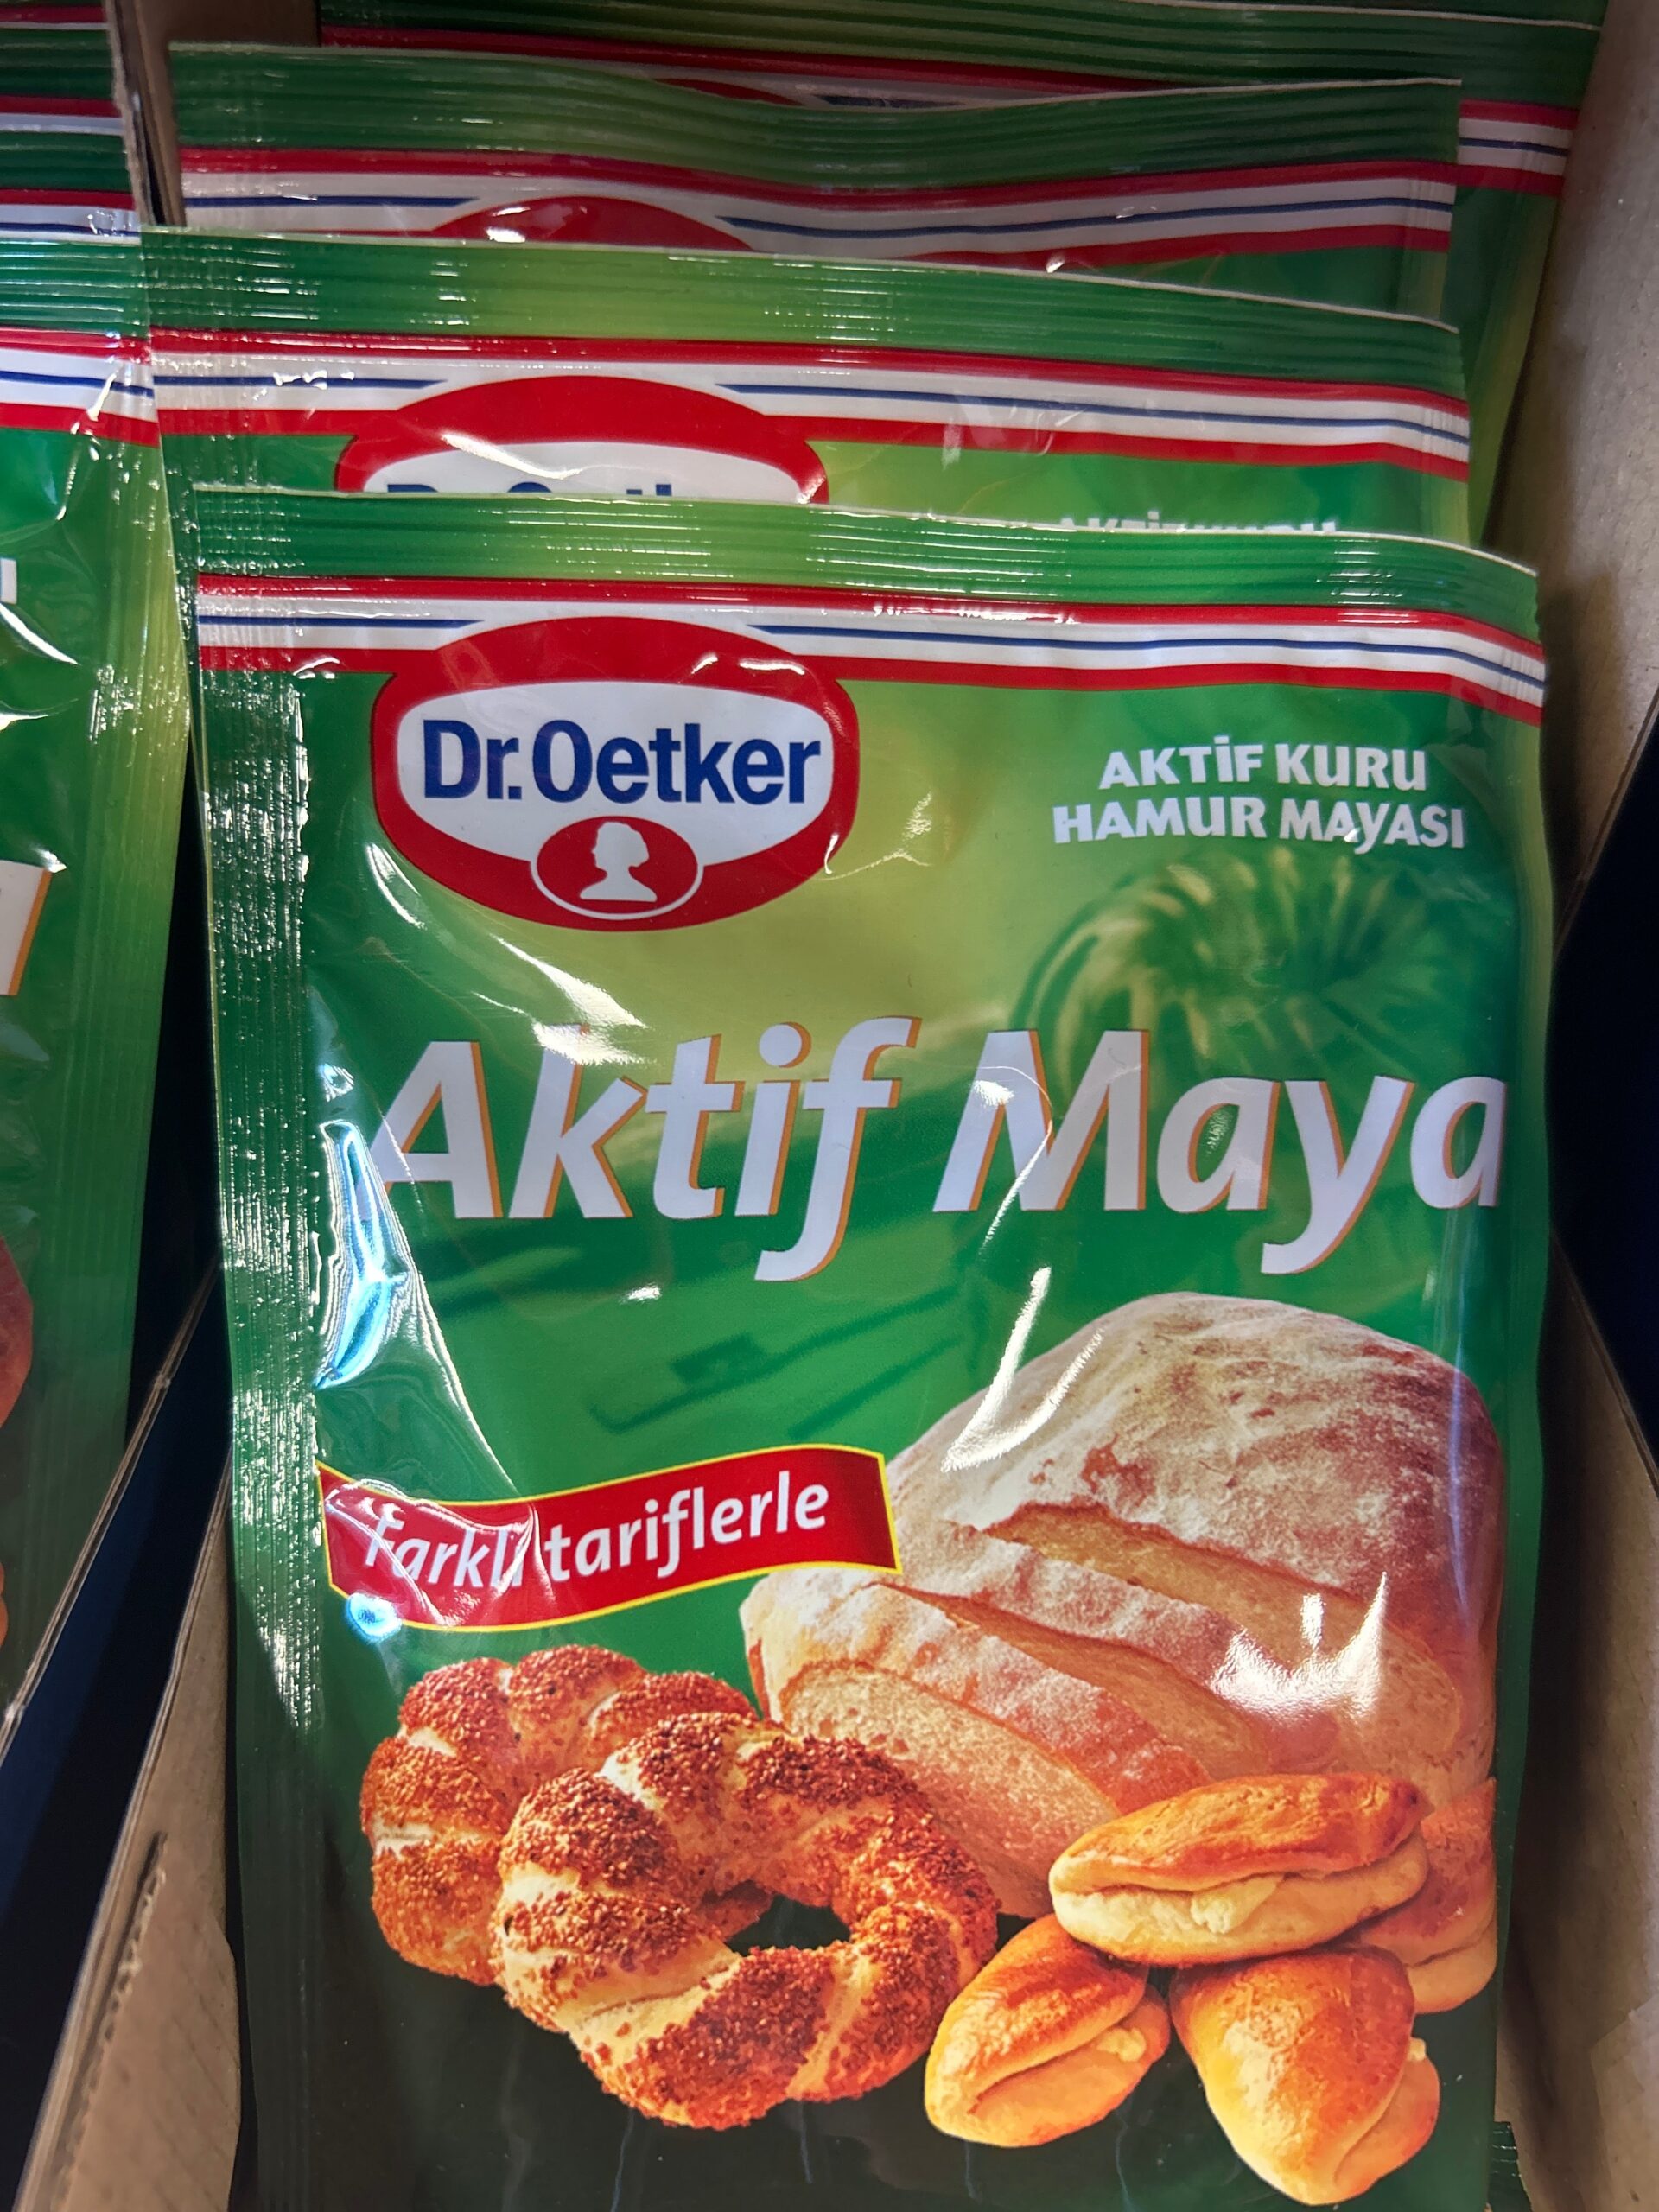 Dr.Oetker
AKTİF KURU
HAMUR MAYASI
Aktif Maya
farklı tariflerle